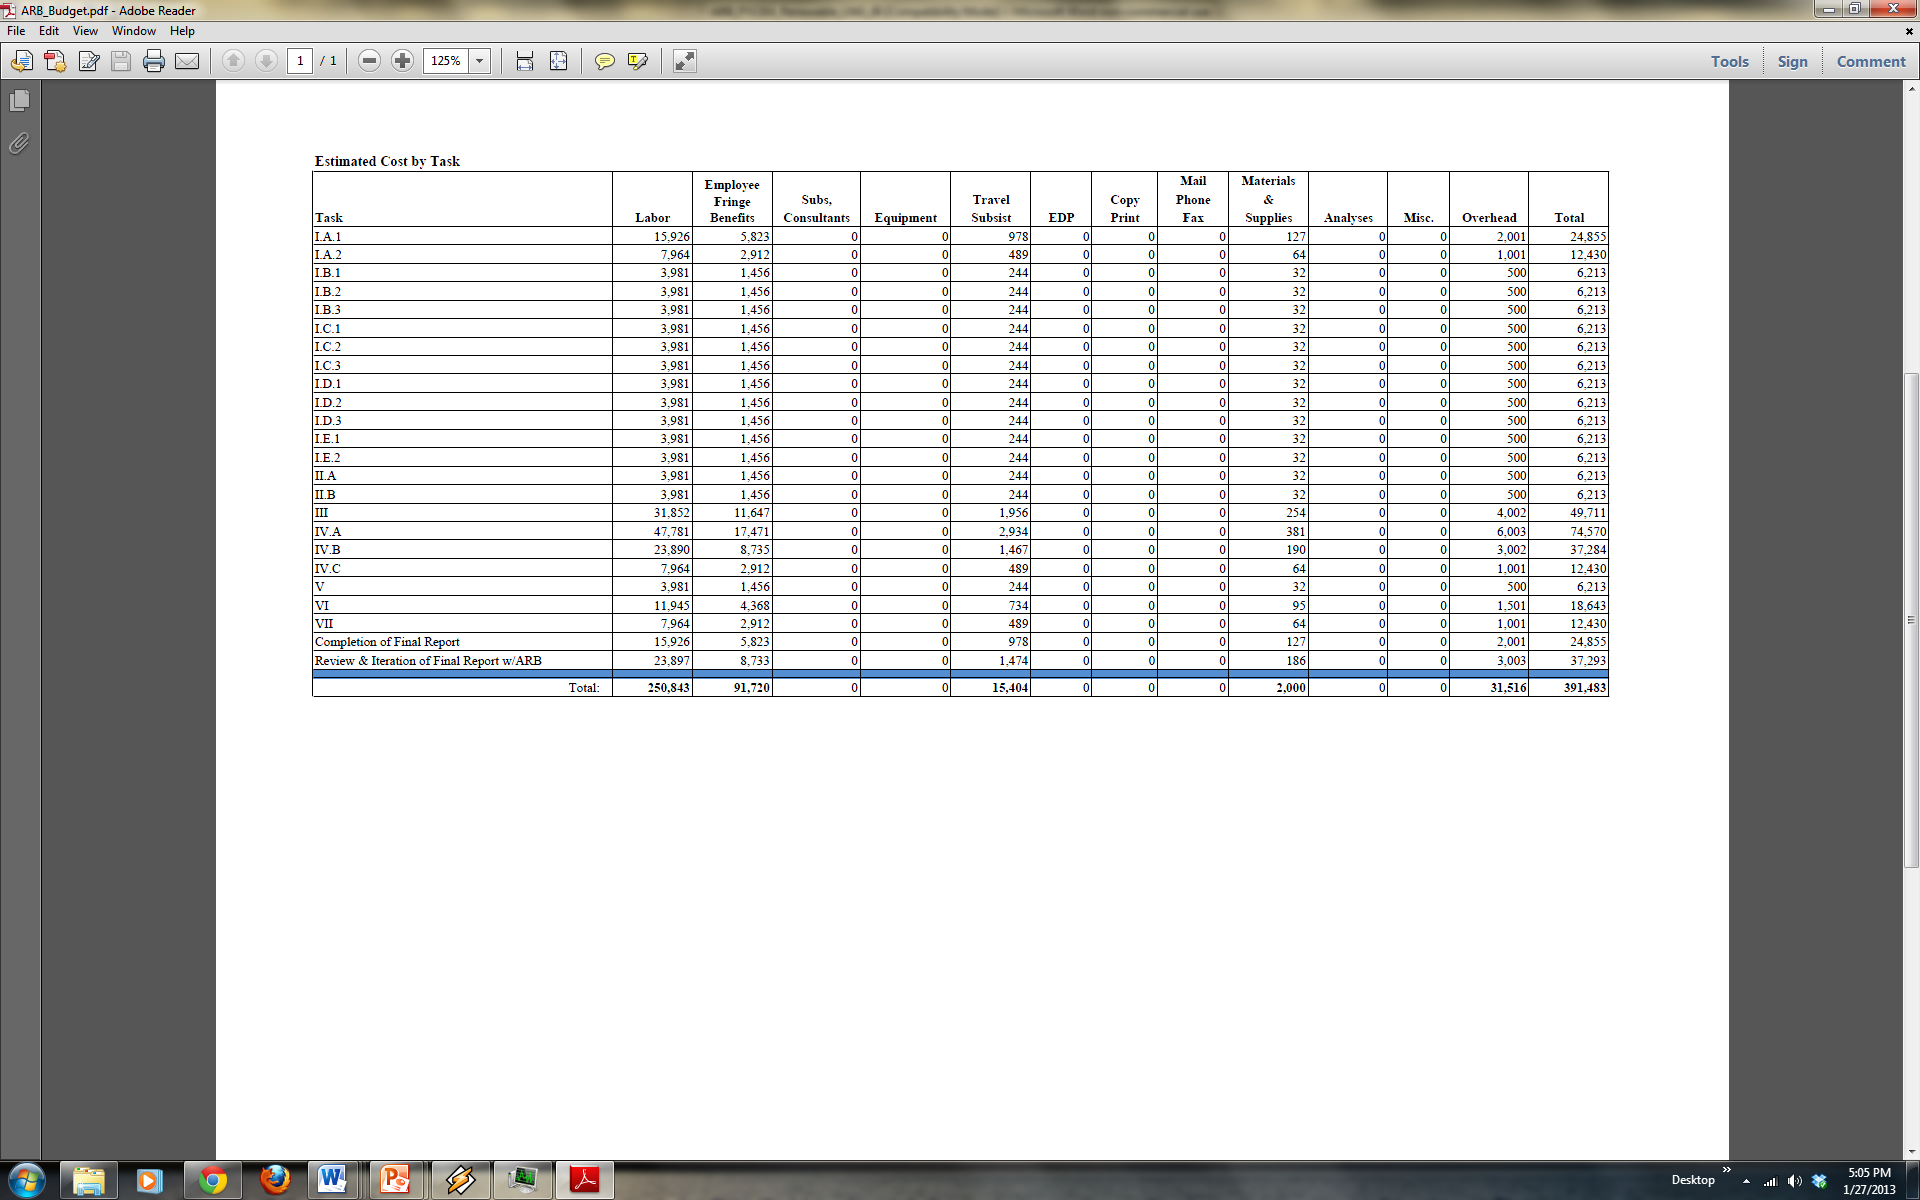 ARB_Budget.pdf - Adobe Reader
File Edit View Window Help
1 / 1 125% Tools Sign Comment
Estimated Cost by Task
Task Labor Employee Fringe Benefits Subs, Consultants Equipment Travel Subsist EDP Copy Print Mail Phone Fax Materials & Supplies Analyses Misc. Overhead Total
I.A.1 15,926 5,823 0 0 978 0 0 0 127 0 0 2,001 24,855
I.A.2 7,964 2,912 0 0 489 0 0 0 64 0 0 1,001 12,430
I.B.1 3,981 1,456 0 0 244 0 0 0 32 0 0 500 6,213
I.B.2 3,981 1,456 0 0 244 0 0 0 32 0 0 500 6,213
I.B.3 3,981 1,456 0 0 244 0 0 0 32 0 0 500 6,213
I.C.1 3,981 1,456 0 0 244 0 0 0 32 0 0 500 6,213
I.C.2 3,981 1,456 0 0 244 0 0 0 32 0 0 500 6,213
I.C.3 3,981 1,456 0 0 244 0 0 0 32 0 0 500 6,213
I.D.1 3,981 1,456 0 0 244 0 0 0 32 0 0 500 6,213
I.D.2 3,981 1,456 0 0 244 0 0 0 32 0 0 500 6,213
I.D.3 3,981 1,456 0 0 244 0 0 0 32 0 0 500 6,213
I.E.1 3,981 1,456 0 0 244 0 0 0 32 0 0 500 6,213
I.E.2 3,981 1,456 0 0 244 0 0 0 32 0 0 500 6,213
II.A 3,981 1,456 0 0 244 0 0 0 32 0 0 500 6,213
II.B 3,981 1,456 0 0 244 0 0 0 32 0 0 500 6,213
III 31,852 11,647 0 0 1,956 0 0 0 254 0 0 4,002 49,711
IV.A 47,781 17,471 0 0 2,934 0 0 0 381 0 0 6,003 74,570
IV.B 23,890 8,735 0 0 1,467 0 0 0 190 0 0 3,002 37,284
IV.C 7,964 2,912 0 0 489 0 0 0 64 0 0 1,001 12,430
V 3,981 1,456 0 0 244 0 0 0 32 0 0 500 6,213
VI 11,945 4,368 0 0 734 0 0 0 95 0 0 1,501 18,643
VII 7,964 2,912 0 0 489 0 0 0 64 0 0 1,001 12,430
Completion of Final Report 15,926 5,823 0 0 978 0 0 0 127 0 0 2,001 24,855
Review & Iteration of Final Report w/ARB 23,897 8,733 0 0 1,474 0 0 0 186 0 0 3,003 37,293
Total: 250,843 91,720 0 0 15,404 0 0 0 2,000 0 0 31,516 391,483
Desktop
5:05 PM
1/27/2013